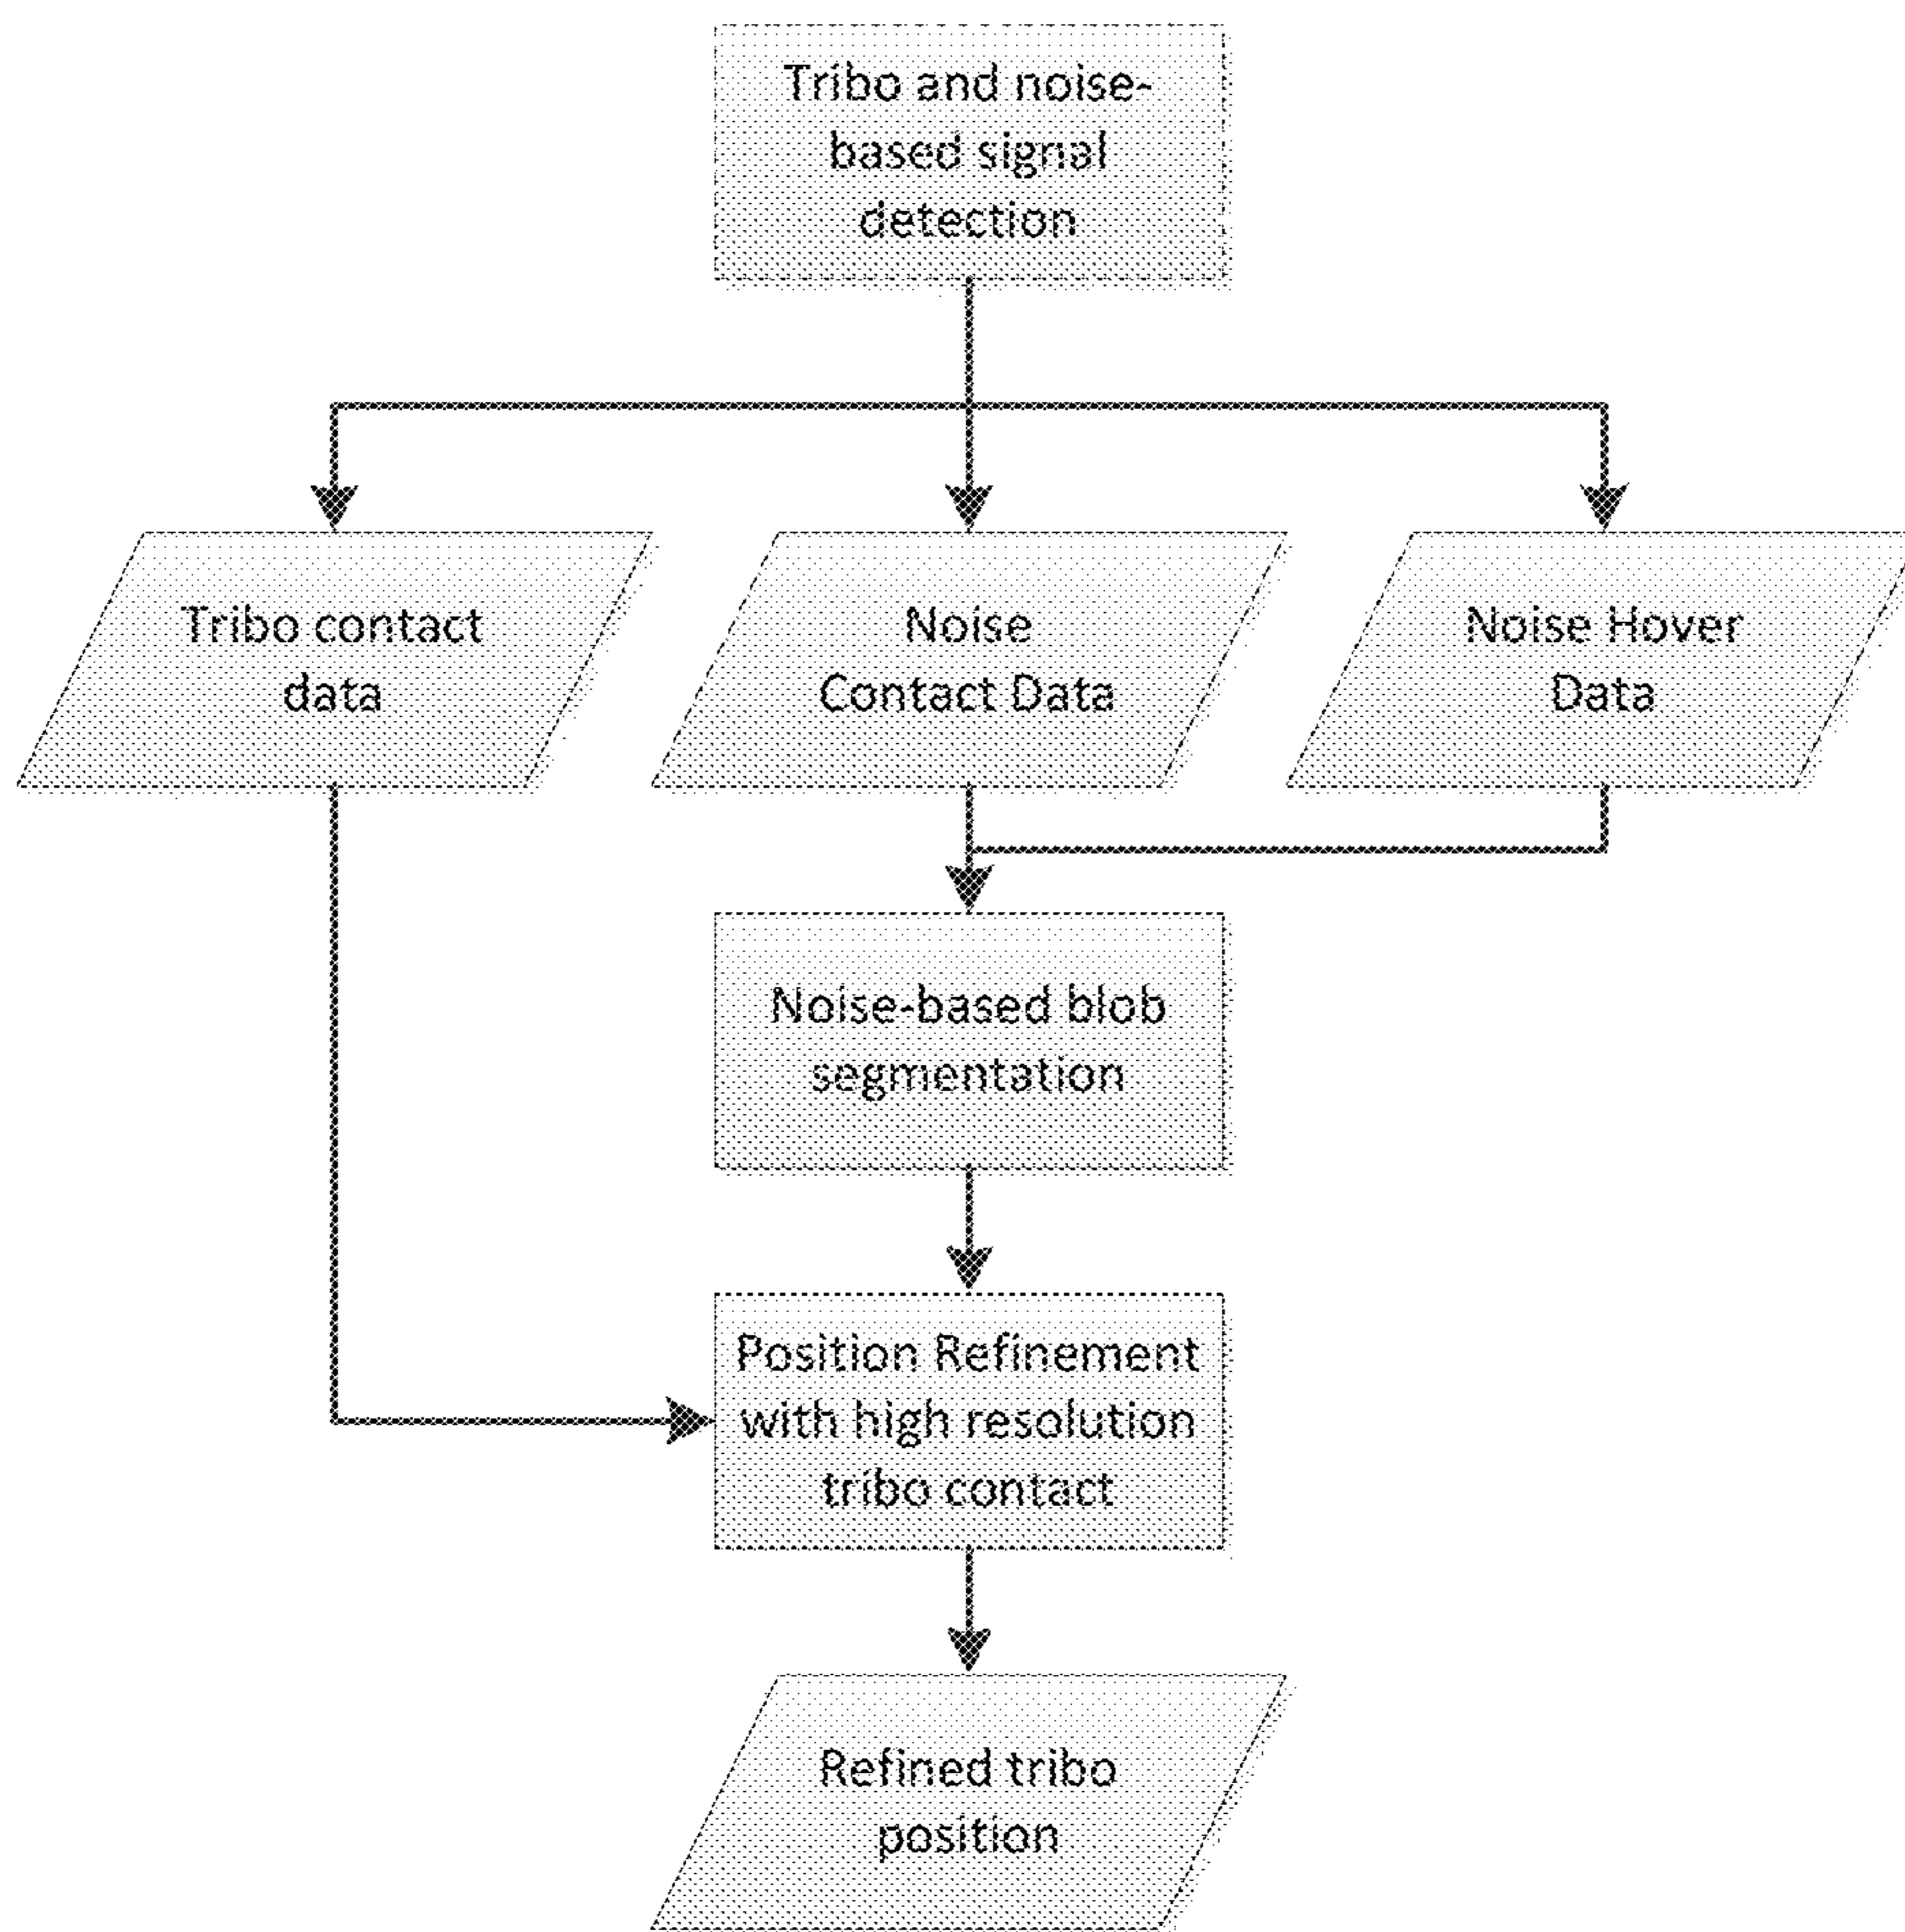 Tribo and noise-
based signal
detection
Tribo contact
data
Noise
Contact Data
Noise Hover
Data
Noise-based blob
segmentation
Position Refinement
with high resolution
tribo contact
Refined tribo
position